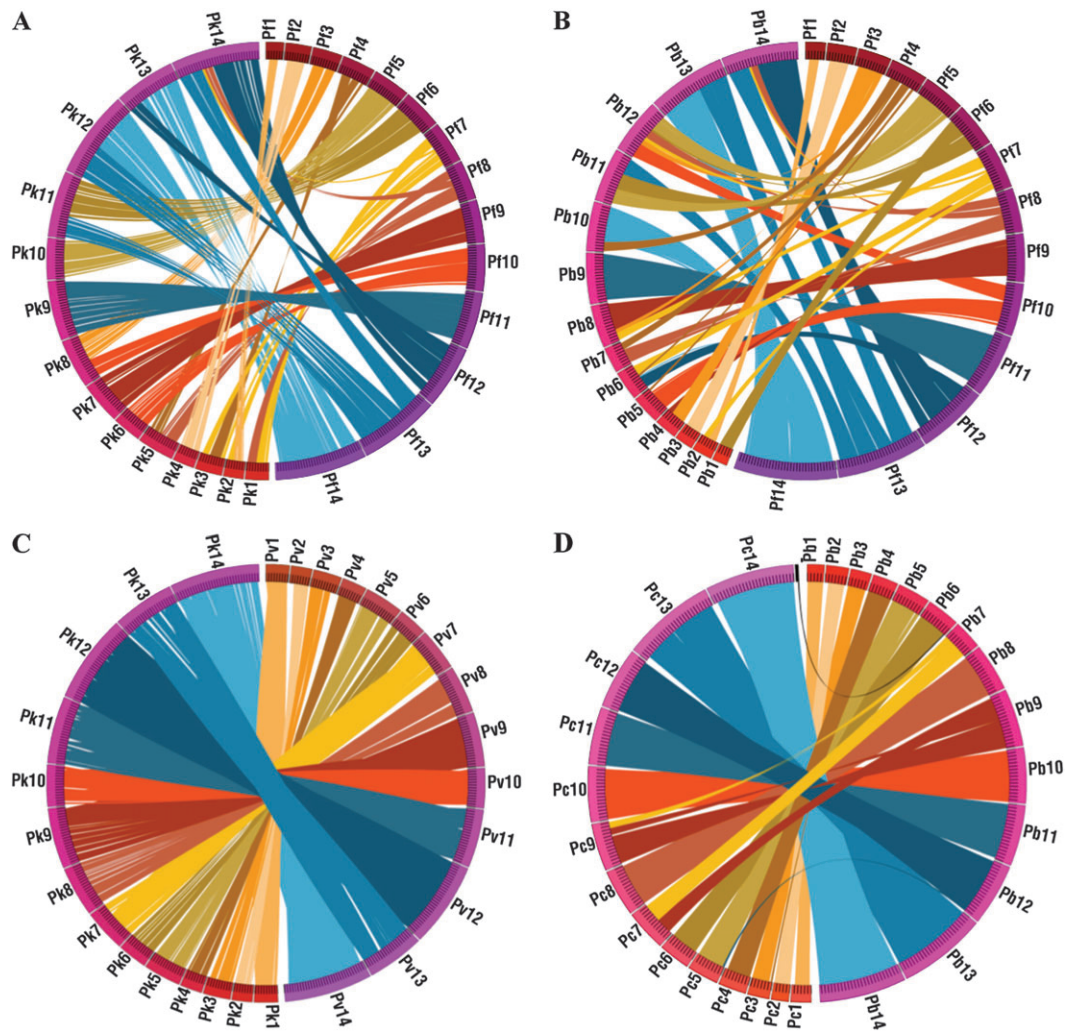 A
Pk14
Pk13
Pk12
Pk11
Pk10
Pk9
Pk8
Pk7
Pk6
Pk5
Pk4
Pk3
Pk2
Pk1
Pf1
Pf2
Pf3
Pf4
Pf5
Pf6
Pf7
Pf8
Pf9
Pf10
Pf11
Pf12
Pf13
Pf14
B
Pb14
Pb13
Pb12
Pb11
Pb10
Pb9
Pb8
Pb7
Pb6
Pb5
Pb4
Pb3
Pb2
Pb1
Pf1
Pf2
Pf3
Pf4
Pf5
Pf6
Pf7
Pf8
Pf9
Pf10
Pf11
Pf12
Pf13
Pf14
C
Pk14
Pk13
Pk12
Pk11
Pk10
Pk9
Pk8
Pk7
Pk6
Pk5
Pk4
Pk3
Pk2
Pk1
Pv1
Pv2
Pv3
Pv4
Pv5
Pv6
Pv7
Pv8
Pv9
Pv10
Pv11
Pv12
Pv13
Pv14
D
Pc14
Pc13
Pc12
Pc11
Pc10
Pc9
Pc8
Pc7
Pc6
Pc5
Pc4
Pc3
Pc2
Pc1
Pb1
Pb2
Pb3
Pb4
Pb5
Pb6
Pb7
Pb8
Pb9
Pb10
Pb11
Pb12
Pb13
Pb14